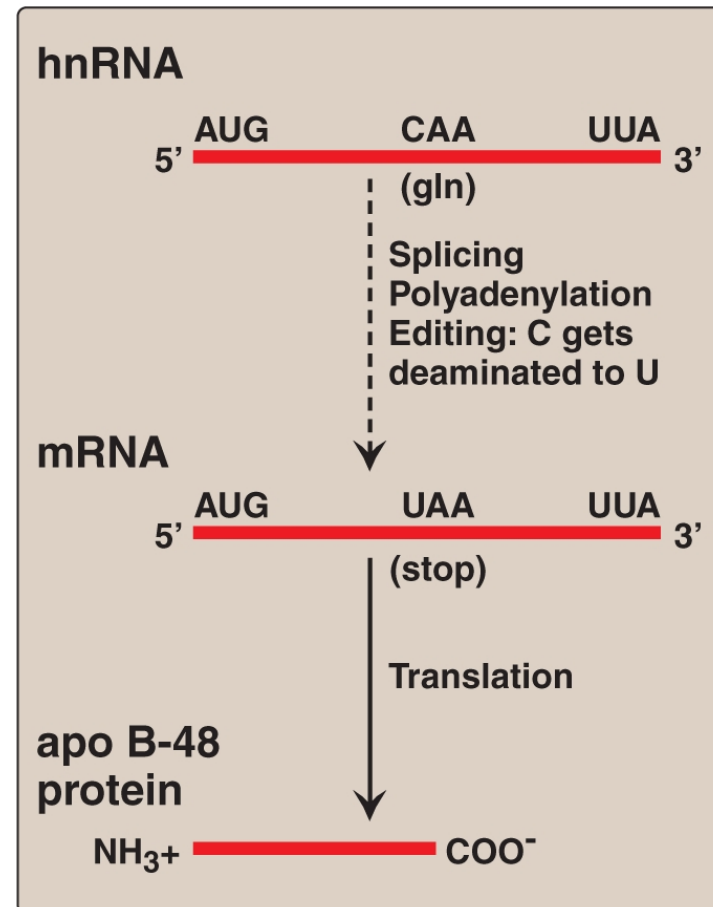 hnRNA
AUG CAA UUA
5’ 3’
(gln)
Splicing
Polyadenylation
Editing: C gets
deaminated to U
mRNA
AUG UAA UUA
5’ 3’
(stop)
Translation
apo B-48
protein
NH3+ COO-